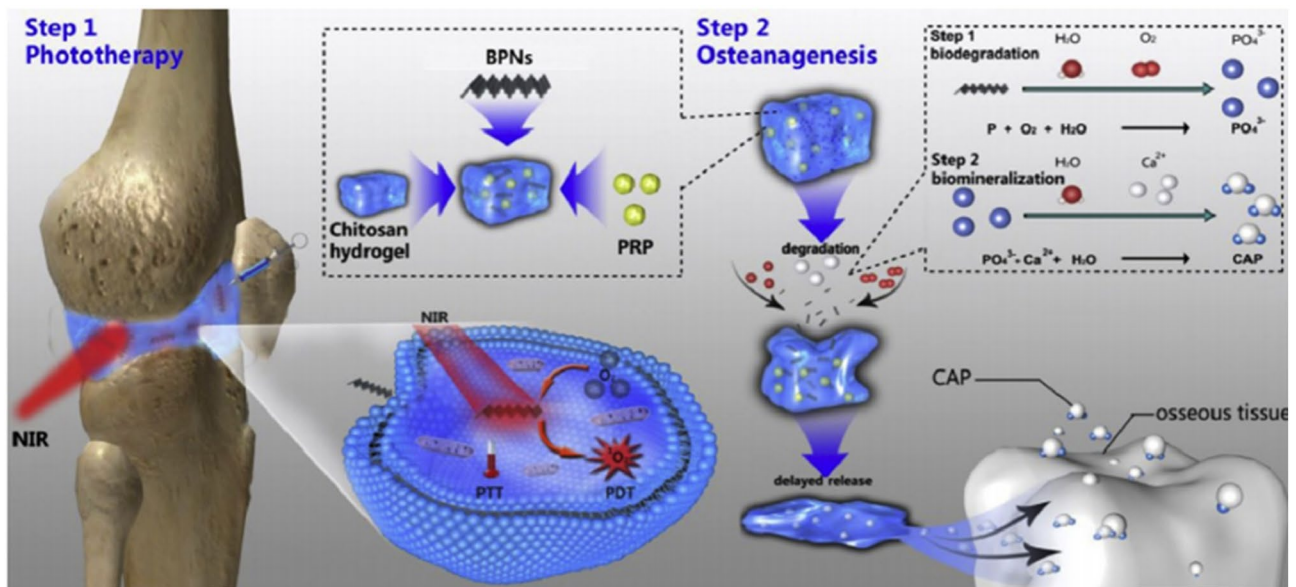 Step 1
Phototherapy
NIR
BPNs
Chitosan
hydrogel
PRP
NIR
O
PTT
O₂
PDT
Step 2
Osteanagenesis
degradation
delayed release
Step 1
biodegradation
H₂O
O₂
PO₄³⁻
P + O₂ + H₂O
PO₄³⁻
Step 2
biomineralization
H₂O
Ca²⁺
PO₄³⁻ Ca²⁺ + H₂O
CAP
CAP
osseous tissue